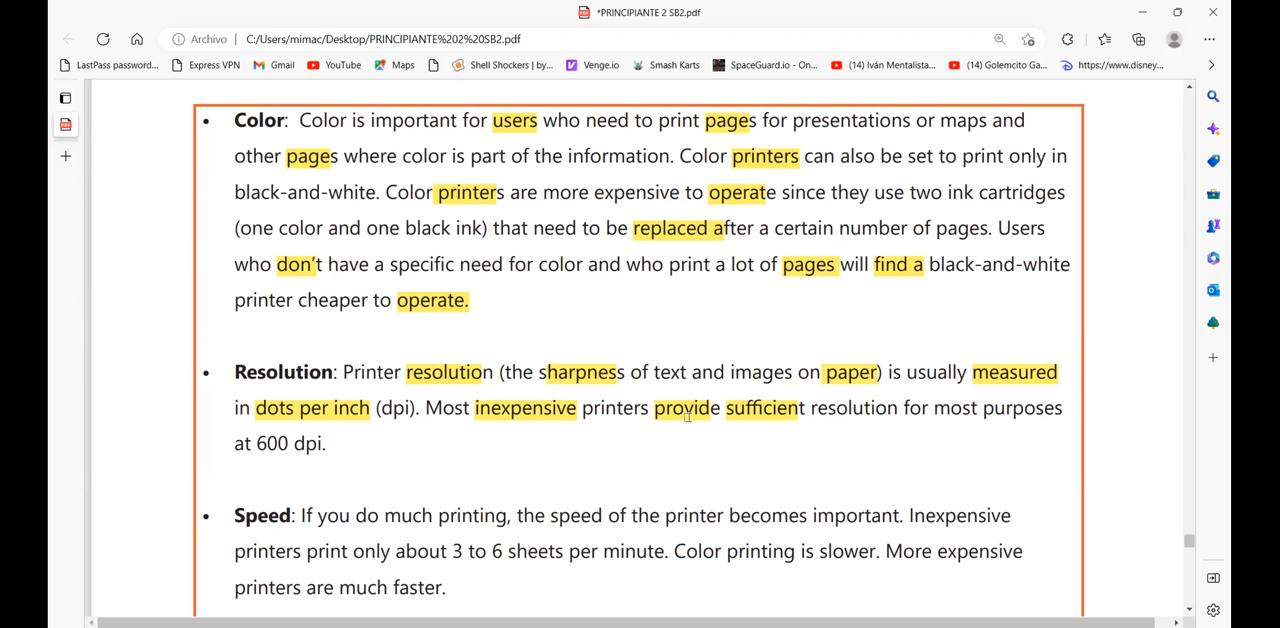 *PRINCIPIANTE 2 SB2.pdf
Archivo | C:/Users/mimac/Desktop/PRINCIPIANTE%202%20SB2.pdf
LastPass password... Express VPN Gmail YouTube Maps Shell Shockers | by... Venge.io Smash Karts SpaceGuard.io - On... (14) Iván Mentalista... (14) Golemcito Ga... https://www.disney...
• Color: Color is important for users who need to print pages for presentations or maps and
other pages where color is part of the information. Color printers can also be set to print only in
black-and-white. Color printers are more expensive to operate since they use two ink cartridges
(one color and one black ink) that need to be replaced after a certain number of pages. Users
who don't have a specific need for color and who print a lot of pages will find a black-and-white
printer cheaper to operate.
• Resolution: Printer resolution (the sharpness of text and images on paper) is usually measured
in dots per inch (dpi). Most inexpensive printers provide sufficient resolution for most purposes
at 600 dpi.
• Speed: If you do much printing, the speed of the printer becomes important. Inexpensive
printers print only about 3 to 6 sheets per minute. Color printing is slower. More expensive
printers are much faster.